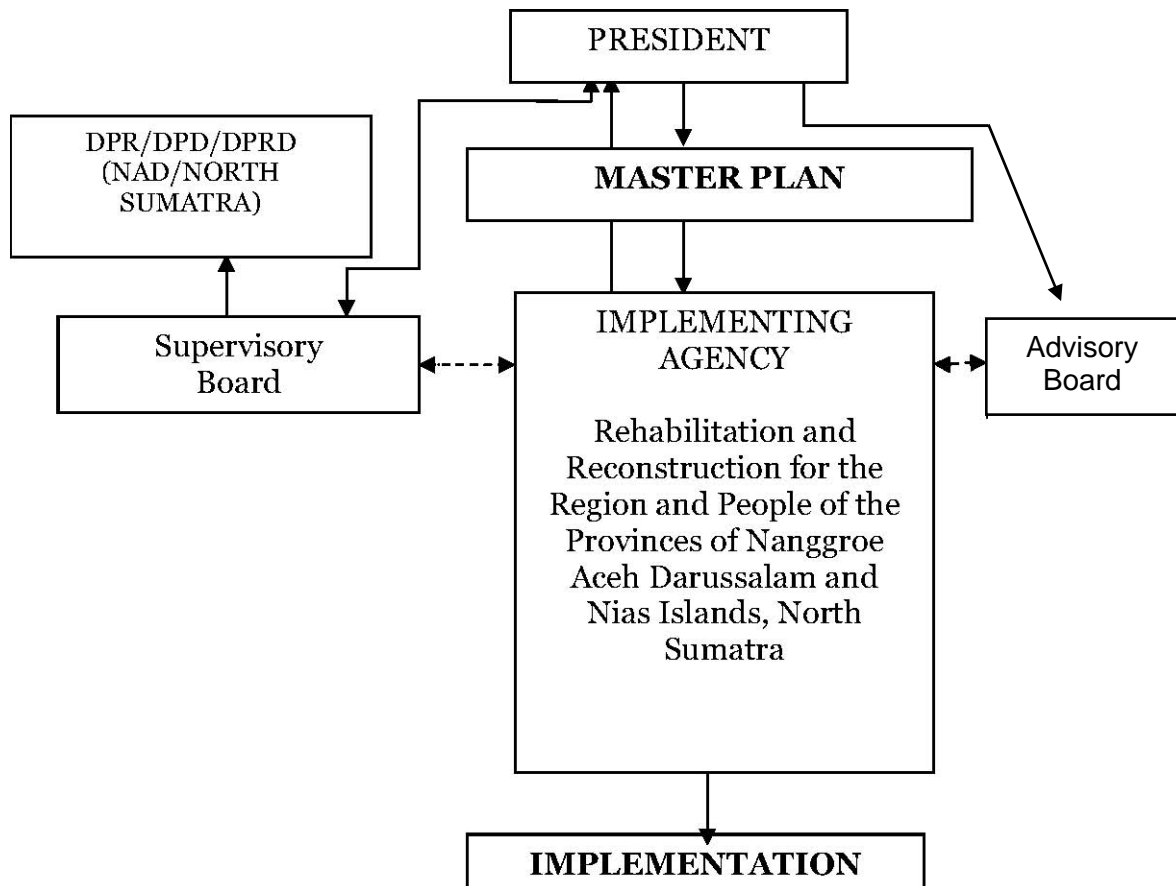 PRESIDENT
DPR/DPD/DPRD
(NAD/NORTH
SUMATRA)
MASTER PLAN
Supervisory
Board
IMPLEMENTING
AGENCY
Rehabilitation and
Reconstruction for the
Region and People of the
Provinces of Nanggroe
Aceh Darussalam and
Nias Islands, North
Sumatra
Advisory
Board
IMPLEMENTATION